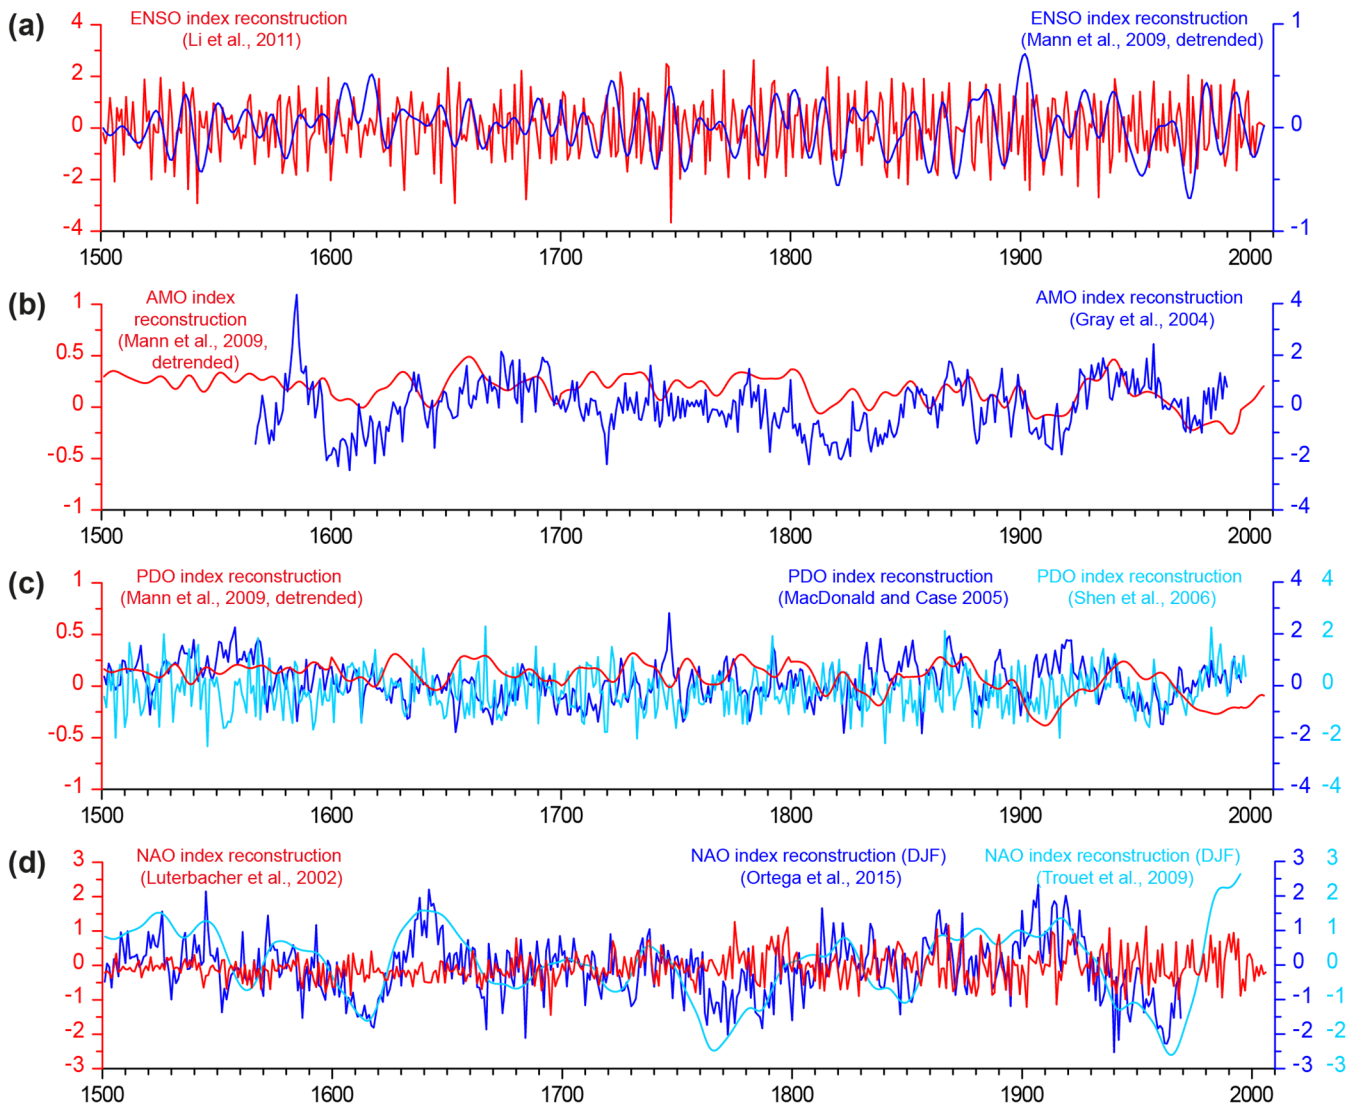 (a)
ENSO index reconstruction
(Li et al., 2011)
ENSO index reconstruction
(Mann et al., 2009, detrended)
4
2
0
-2
-4
1
0
-1
1500 1600 1700 1800 1900 2000
(b)
AMO index
reconstruction
(Mann et al., 2009,
detrended)
AMO index reconstruction
(Gray et al., 2004)
1
0.5
0
-0.5
-1
4
2
0
-2
-4
1500 1600 1700 1800 1900 2000
(c)
PDO index reconstruction
(Mann et al., 2009, detrended)
PDO index reconstruction
(MacDonald and Case 2005)
PDO index reconstruction
(Shen et al., 2006)
1
0.5
0
-0.5
-1
4
2
0
-2
-4
4
2
0
-2
-4
1500 1600 1700 1800 1900 2000
(d)
NAO index reconstruction
(Luterbacher et al., 2002)
NAO index reconstruction (DJF)
(Ortega et al., 2015)
NAO index reconstruction (DJF)
(Trouet et al., 2009)
3
2
1
0
-1
-2
-3
3
2
1
0
-1
-2
-3
3
2
1
0
-1
-2
-3
1500 1600 1700 1800 1900 2000